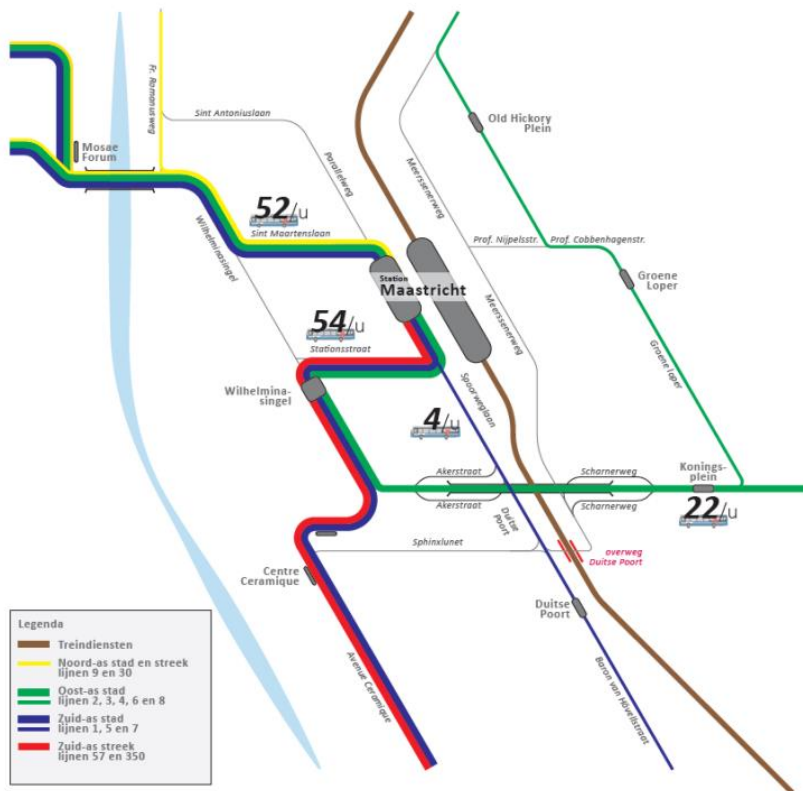 Fr. Romanusweg
Sint Antoniuslaan
Mosae
Forum
Parallelweg
Old Hickory
Plein
Meerssenerweg
52/u
Sint Maartenslaan
Wilhelminasingel
Prof. Nijpelsstr.
Prof. Cobbenhagenstr.
Station
Maastricht
Groene
Loper
54/u
Stationsstraat
Meerssenerweg
Groene loper
Wilhelmina-
singel
Spoorweglaan
4/u
Akerstraat
Scharnerweg
Konings-
plein
Akerstraat
Duitse
Poort
Scharnerweg
22/u
Sphinxlunet
overweg
Duitse Poort
Centre
Ceramique
Duitse
Poort
Avenue Ceramique
Baron van Hövellstraat
Legenda
Treindiensten
Noord-as stad en streek
lijnen 9 en 30
Oost-as stad
lijnen 2, 3, 4, 6 en 8
Zuid-as stad
lijnen 1, 5 en 7
Zuid-as streek
lijnen 57 en 350